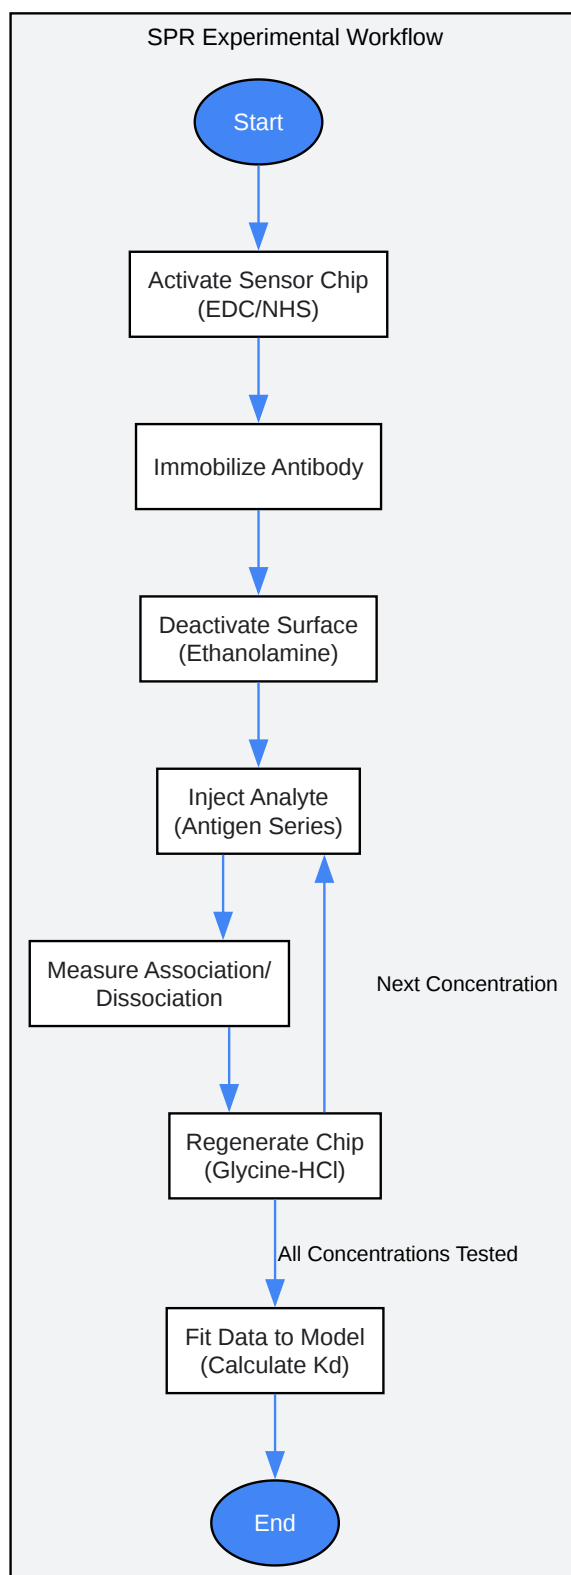 SPR Experimental Workflow
Start
Activate Sensor Chip
(EDC/NHS)
Immobilize Antibody
Deactivate Surface
(Ethanolamine)
Inject Analyte
(Antigen Series)
Measure Association/
Dissociation
Next Concentration
Regenerate Chip
(Glycine-HCl)
All Concentrations Tested
Fit Data to Model
(Calculate Kd)
End